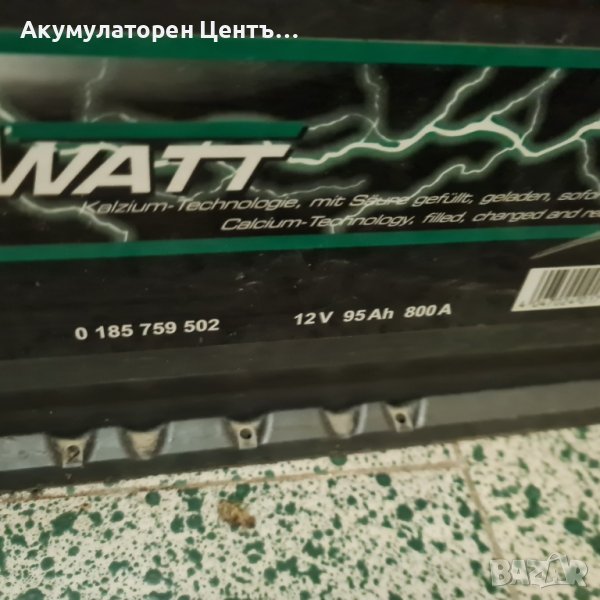 Акумулаторен Центъ...
WATT
Kalzium-Technologie, mit Säure gefüllt, geladen, sofo
Calcium-Technology, filled, charged and re
0 185 759 502
12V 95Ah 800A
BAZAR